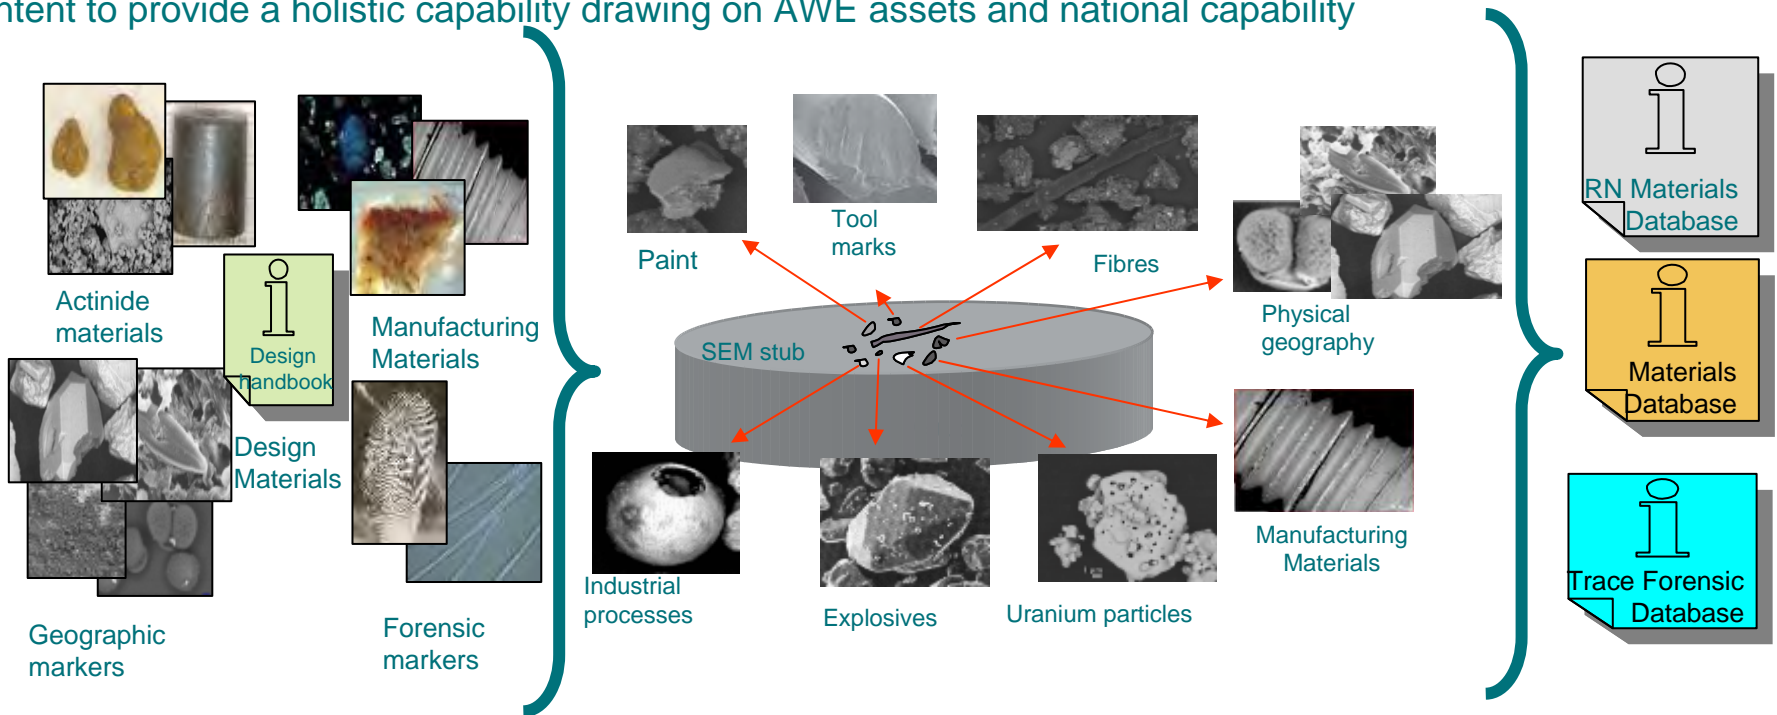 ntent to provide a holistic capability drawing on AWE assets and national capability
Actinide
materials
Design
handbook
Manufacturing
Materials
Design
Materials
Geographic
markers
Forensic
markers
Paint
Tool
marks
Fibres
Physical
geography
SEM stub
Industrial
processes
Explosives
Uranium particles
Manufacturing
Materials
RN Materials
Database
Materials
Database
Trace Forensic
Database